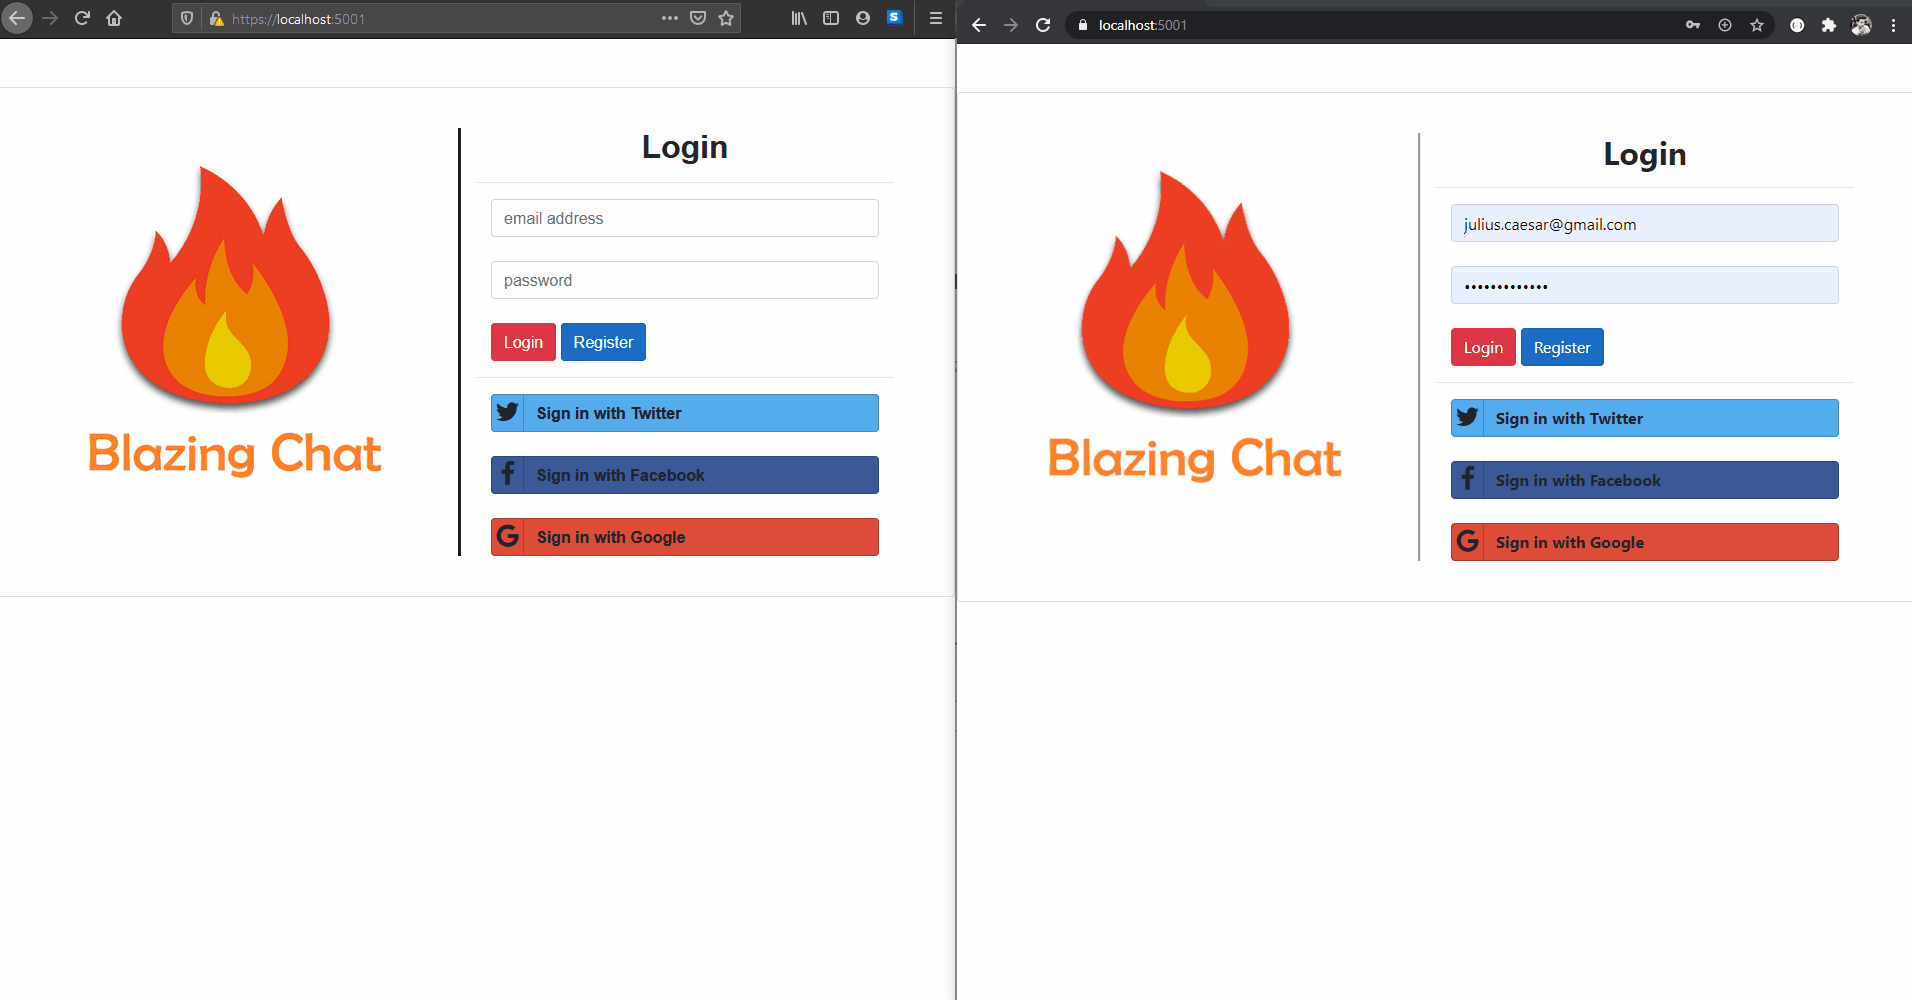 https://localhost:5001
Login
email address
password
Login Register
Sign in with Twitter
Sign in with Facebook
Sign in with Google
Blazing Chat
localhost:5001
Login
julius.caesar@gmail.com
•••••••••••••
Login Register
Sign in with Twitter
Sign in with Facebook
Sign in with Google
Blazing Chat